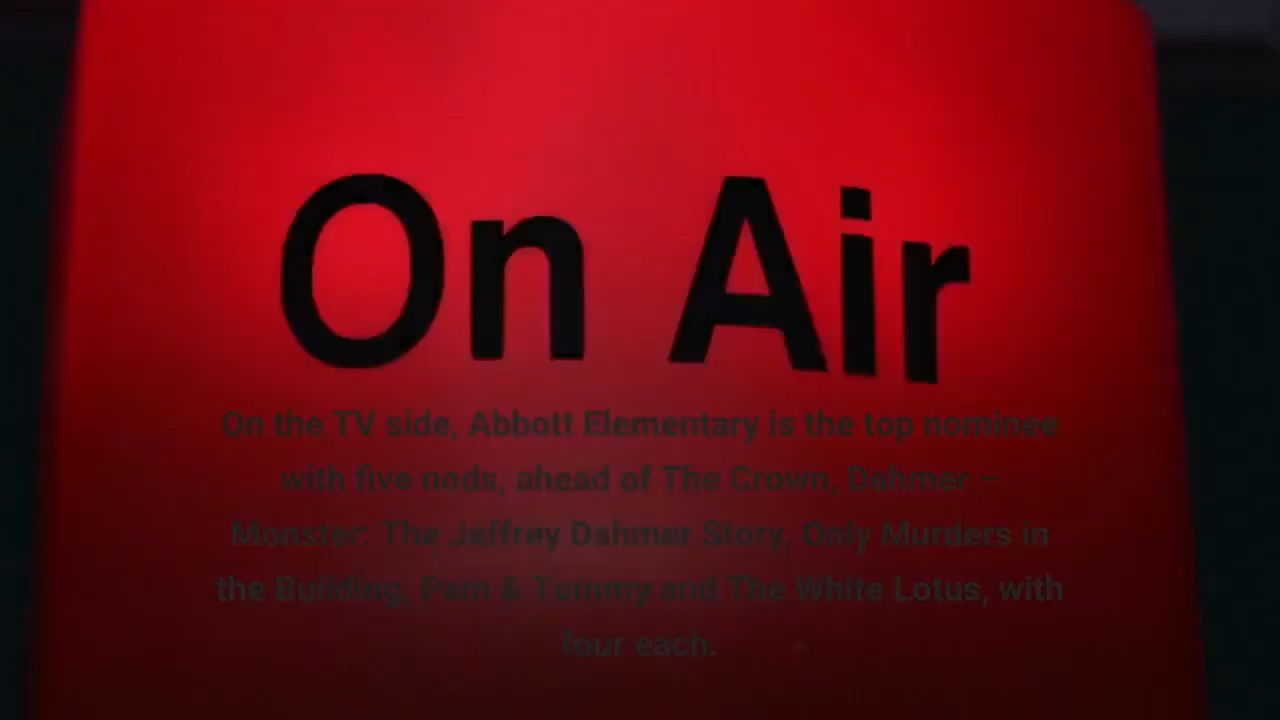 On Air
On the TV side, Abbott Elementary is the top nominee
with five nods, ahead of The Crown, Dahmer –
Monster: The Jeffrey Dahmer Story, Only Murders in
the Building, Pam & Tommy and The White Lotus, with
four each.